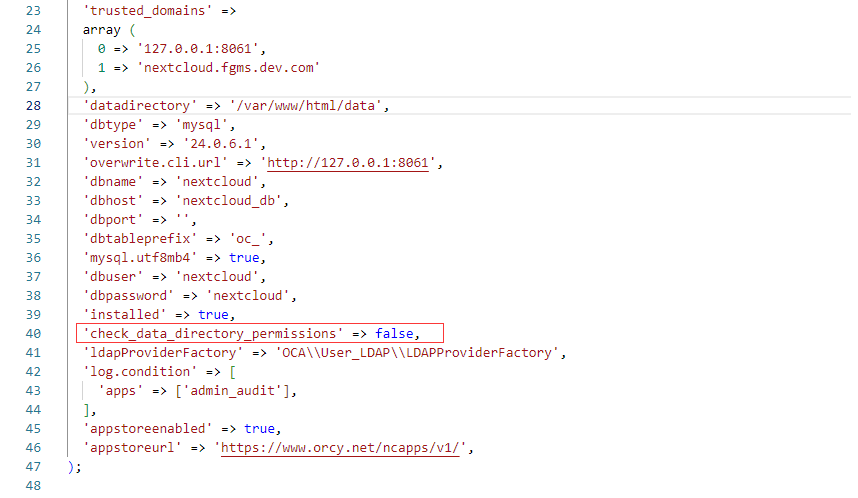 23 'trusted_domains' =>
24 array (
25 0 => '127.0.0.1:8061',
26 1 => 'nextcloud.fgms.dev.com'
27 ),
28 'datadirectory' => '/var/www/html/data',
29 'dbtype' => 'mysql',
30 'version' => '24.0.6.1',
31 'overwrite.cli.url' => 'http://127.0.0.1:8061',
32 'dbname' => 'nextcloud',
33 'dbhost' => 'nextcloud_db',
34 'dbport' => '',
35 'dbtableprefix' => 'oc_',
36 'mysql.utf8mb4' => true,
37 'dbuser' => 'nextcloud',
38 'dbpassword' => 'nextcloud',
39 'installed' => true,
40 'check_data_directory_permissions' => false,
41 'ldapProviderFactory' => 'OCA\\User_LDAP\\LDAPProviderFactory',
42 'log.condition' => [
43 'apps' => ['admin_audit'],
44 ],
45 'appstoreenabled' => true,
46 'appstoreurl' => 'https://www.orcy.net/ncapps/v1/',
47 );
48